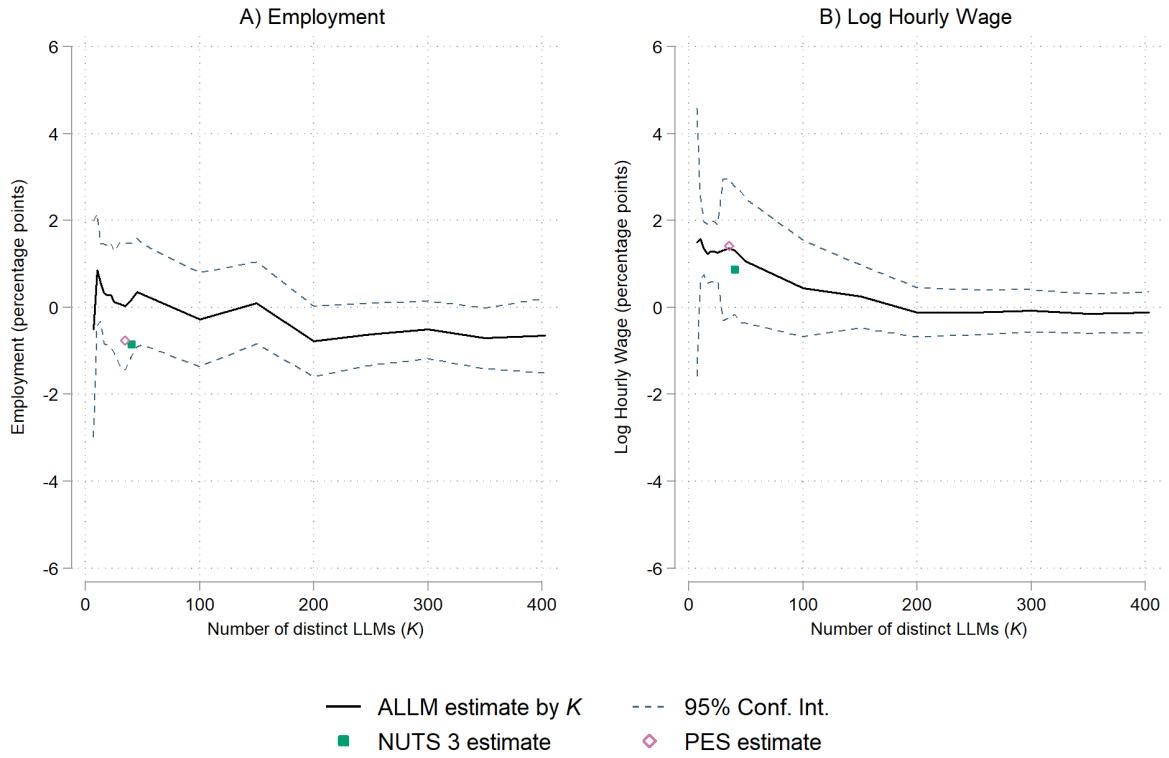 A) Employment
B) Log Hourly Wage
Employment (percentage points)
6
4
2
0
-2
-4
-6
0 100 200 300 400
Number of distinct LLMs (K)
Log Hourly Wage (percentage points)
6
4
2
0
-2
-4
-6
0 100 200 300 400
Number of distinct LLMs (K)
ALLM estimate by K
95% Conf. Int.
NUTS 3 estimate
PES estimate